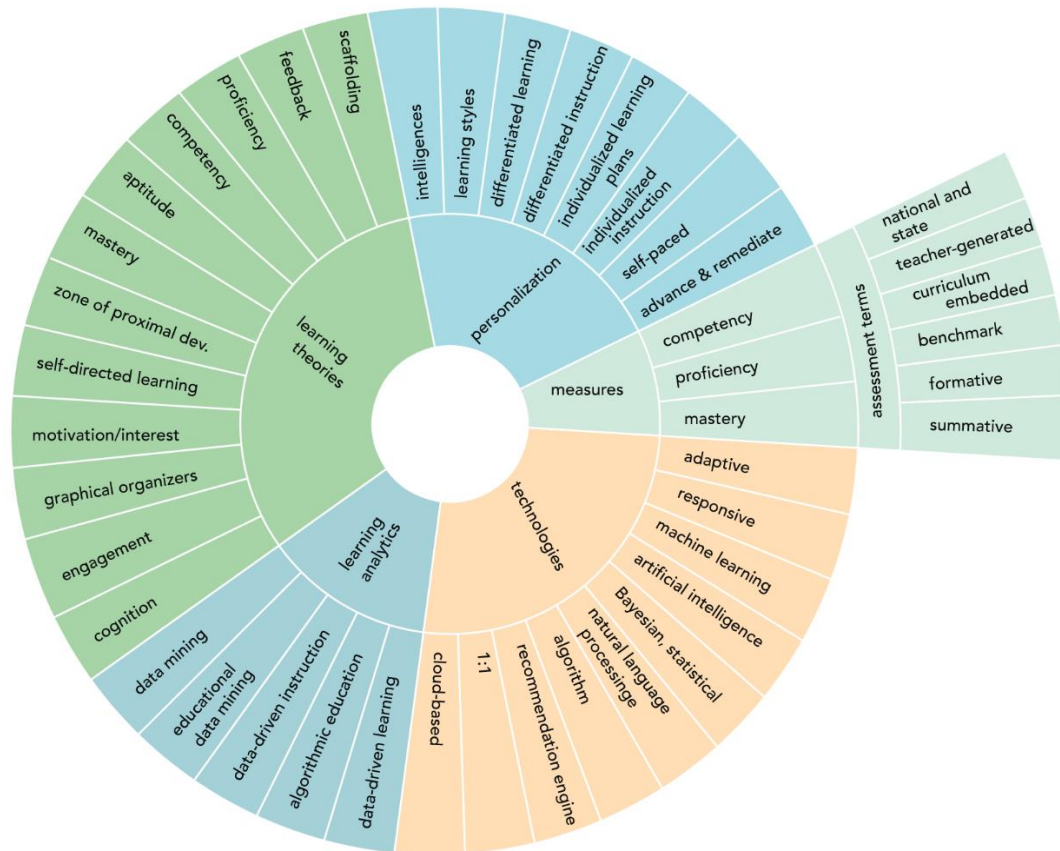 scaffolding
feedback
proficiency
competency
aptitude
mastery
zone of proximal dev.
self-directed learning
motivation/interest
graphical organizers
engagement
cognition
learning
theories
intelligences
learning styles
differentiated learning
differentiated instruction
individualized learning
plans
individualized
instruction
self-paced
advance & remediate
personalization
measures
competency
proficiency
mastery
assessment terms
national and
state
teacher-generated
curriculum
embedded
benchmark
formative
summative
technologies
adaptive
responsive
machine learning
artificial intelligence
Bayesian, statistical
natural language
processinge
algorithm
recommendation engine
1:1
cloud-based
learning
analytics
data mining
educational
data mining
data-driven instruction
algorithmic education
data-driven learning